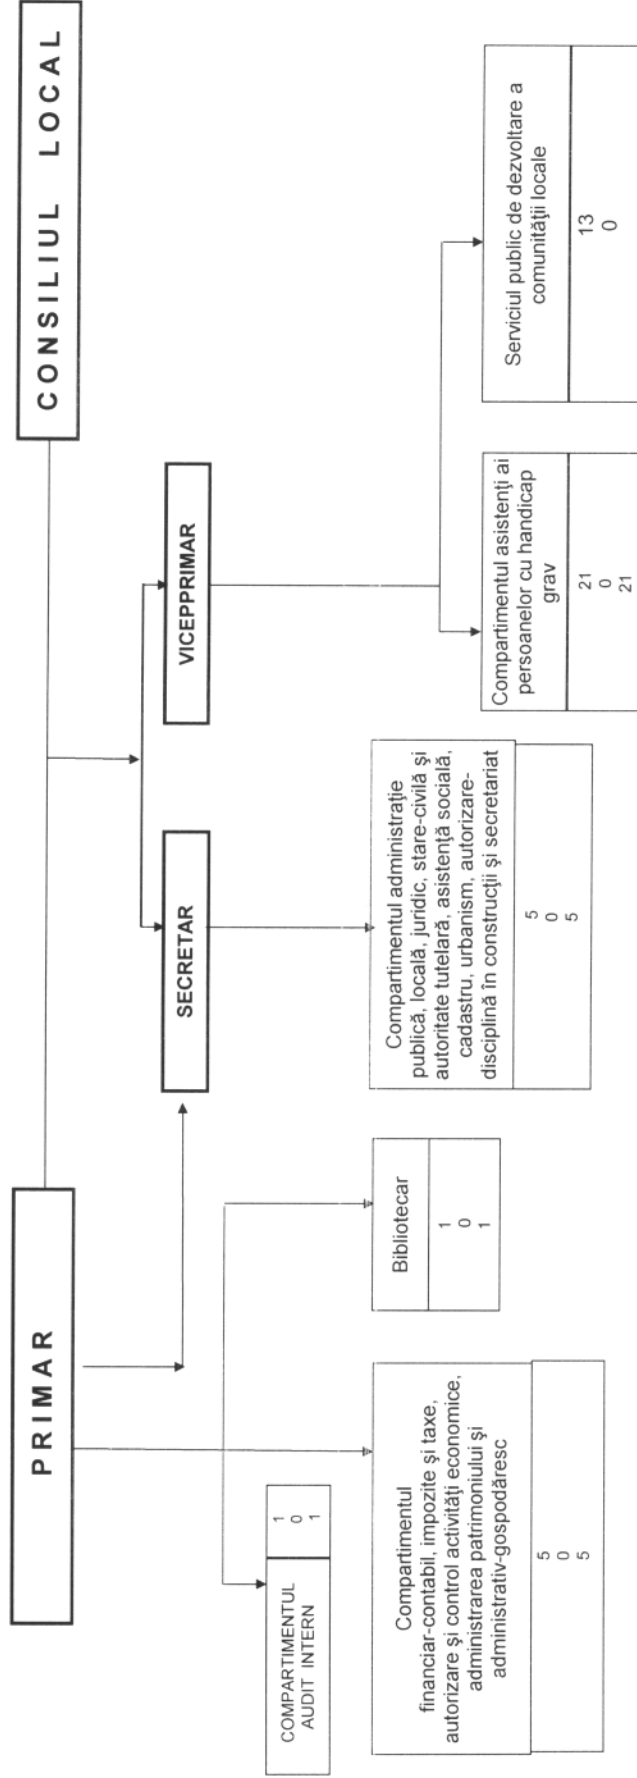 PRIMAR
CONSILIUL LOCAL
SECRETAR
VICEPPRIMAR
COMPARTIMENTUL
AUDIT INTERN
1
0
1
Compartimentul
financiar-contabil, impozite şi taxe,
autorizare şi control activităţi economice,
administrarea patrimoniului şi
administrativ-gospodăresc
5
0
5
Bibliotecar
1
0
1
Compartimentul administraţie
publică, locală, juridic, stare-civilă şi
autoritate tutelară, asistenţă socială,
cadastru, urbanism, autorizare-
disciplină în construcţii şi secretariat
5
0
5
Compartimentul asistenţi ai
persoanelor cu handicap
grav
21
0
21
Serviciul public de dezvoltare a
comunităţii locale
13
0